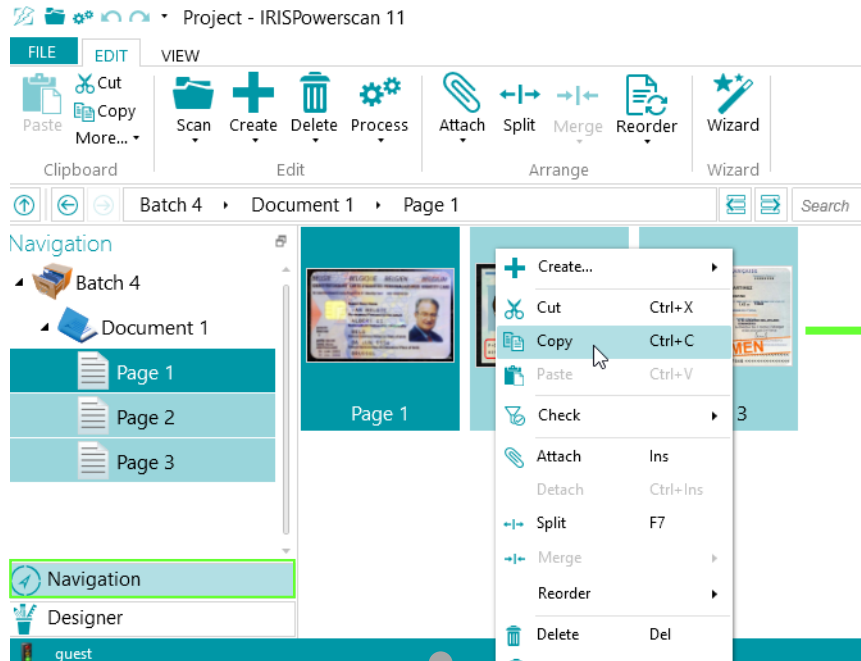 Project - IRISPowerscan 11
FILE EDIT VIEW
Paste
Cut
Copy
More...
Scan Create Delete Process
Attach Split Merge Reorder
Wizard
Clipboard Edit Arrange Wizard
Batch 4 Document 1 Page 1
Search
Navigation
Batch 4
Document 1
Page 1
Page 2
Page 3
Page 1
3
Create...
Cut Ctrl+X
Copy Ctrl+C
Paste Ctrl+V
Check
Attach Ins
Detach Ctrl+Ins
Split F7
Merge
Reorder
Delete Del
Navigation
Designer
guest